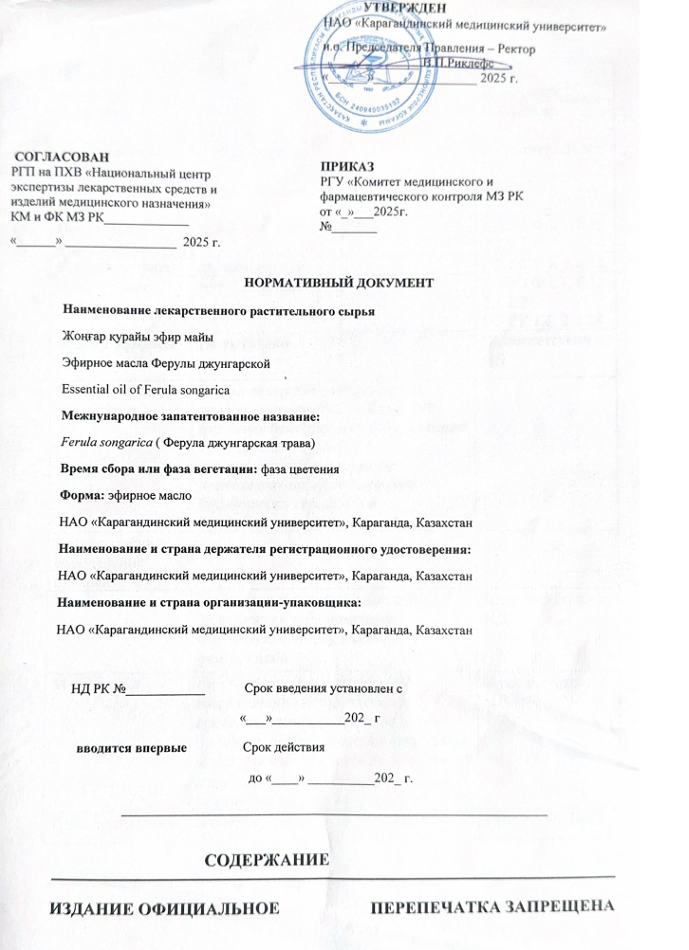 УТВЕРЖДЕН
НАО «Карагандинский медицинский университет»
и.о. Председателя Правления – Ректор
В.П.Риклефс
«______» ________________ 2025 г.
БСН 240940035192
СОГЛАСОВАН
РГП на ПХВ «Национальный центр
экспертизы лекарственных средств и
изделий медицинского назначения»
КМ и ФК МЗ РК_____________
«______» _________________ 2025 г.
ПРИКАЗ
РГУ «Комитет медицинского и
фармацевтического контроля МЗ РК
от «_»___2025г.
№_______
НОРМАТИВНЫЙ ДОКУМЕНТ
Наименование лекарственного растительного сырья
Жоңғар қурайы эфир майы
Эфирное масла Ферулы джунгарской
Essential oil of Ferula songarica
Межнународное запатентованное название:
Ferula songarica ( Ферула джунгарская трава)
Время сбора или фаза вегетации: фаза цветения
Форма: эфирное масло
НАО «Карагандинский медицинский университет», Караганда, Казахстан
Наименование и страна держателя регистрационного удостоверения:
НАО «Карагандинский медицинский университет», Караганда, Казахстан
Наименование и страна организации-упаковщика:
НАО «Карагандинский медицинский университет», Караганда, Казахстан
НД РК №____________ Срок введения установлен с
«___»___________202_ г
вводится впервые Срок действия
до «____» __________202_ г.
СОДЕРЖАНИЕ
ИЗДАНИЕ ОФИЦИАЛЬНОЕ ПЕРЕПЕЧАТКА ЗАПРЕЩЕНА